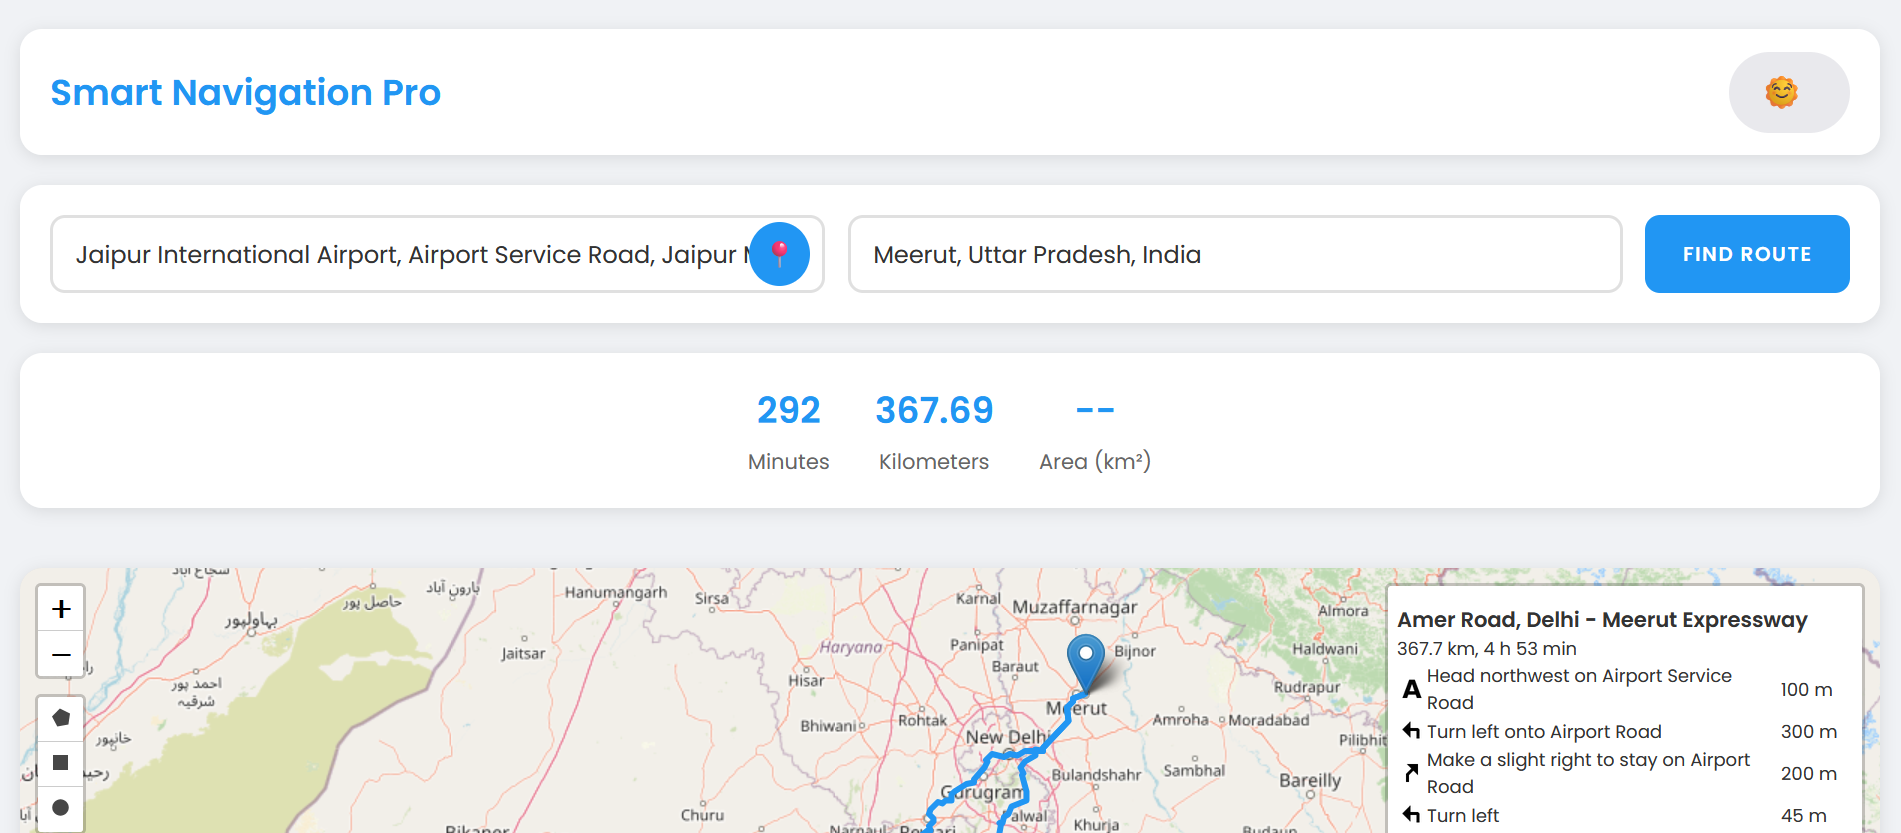 Smart Navigation Pro
Jaipur International Airport, Airport Service Road, Jaipur
Meerut, Uttar Pradesh, India
FIND ROUTE
292
367.69
--
Minutes
Kilometers
Area (km²)
+
−
Hanumangarh
Sirsa
Karnal
Muzaffarnagar
Almora
بہاولپور
حاصل پور
ہارون آباد
Jaitsar
Haryana
Panipat
Bijnor
Haldwani
Baraut
احمد پور
شرقیہ
Hisar
Rudrapur
Meerut
Bhiwani
Rohtak
Amroha
Moradabad
خانپور
New Delhi
Pilibhit
Bulandshahr
Sambhal
Bareilly
Gurugram
Churu
Palwal
Khurja
Bikaner
Narnaul
Rewari
Budaun
Amer Road, Delhi - Meerut Expressway
367.7 km, 4 h 53 min
A
Head northwest on Airport Service
Road
100 m
Turn left onto Airport Road
300 m
Make a slight right to stay on Airport
Road
200 m
Turn left
45 m